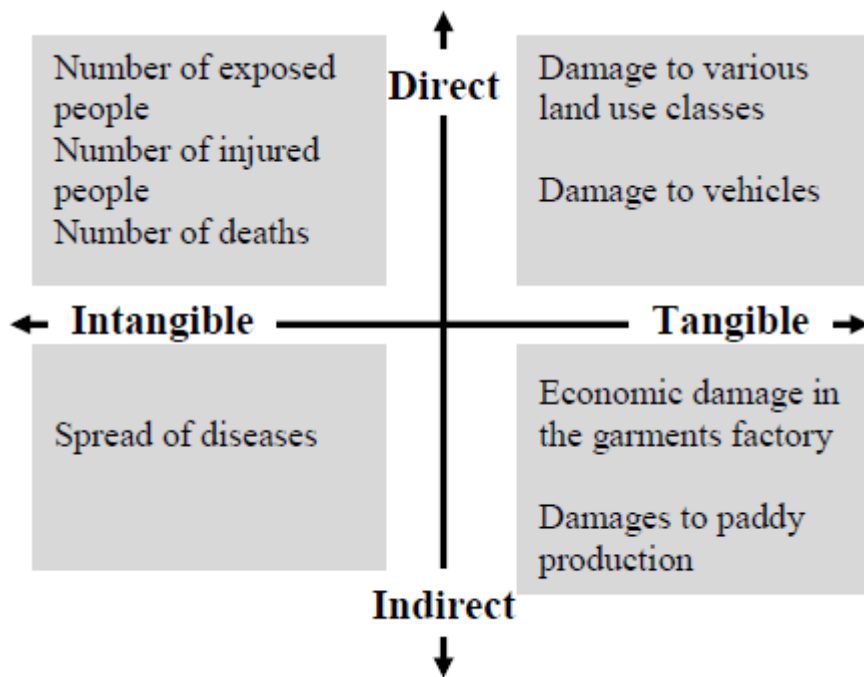 Number of exposed
people
Number of injured
people
Number of deaths
Direct
Damage to various
land use classes
Damage to vehicles
Intangible
Tangible
Spread of diseases
Economic damage in
the garments factory
Damages to paddy
production
Indirect